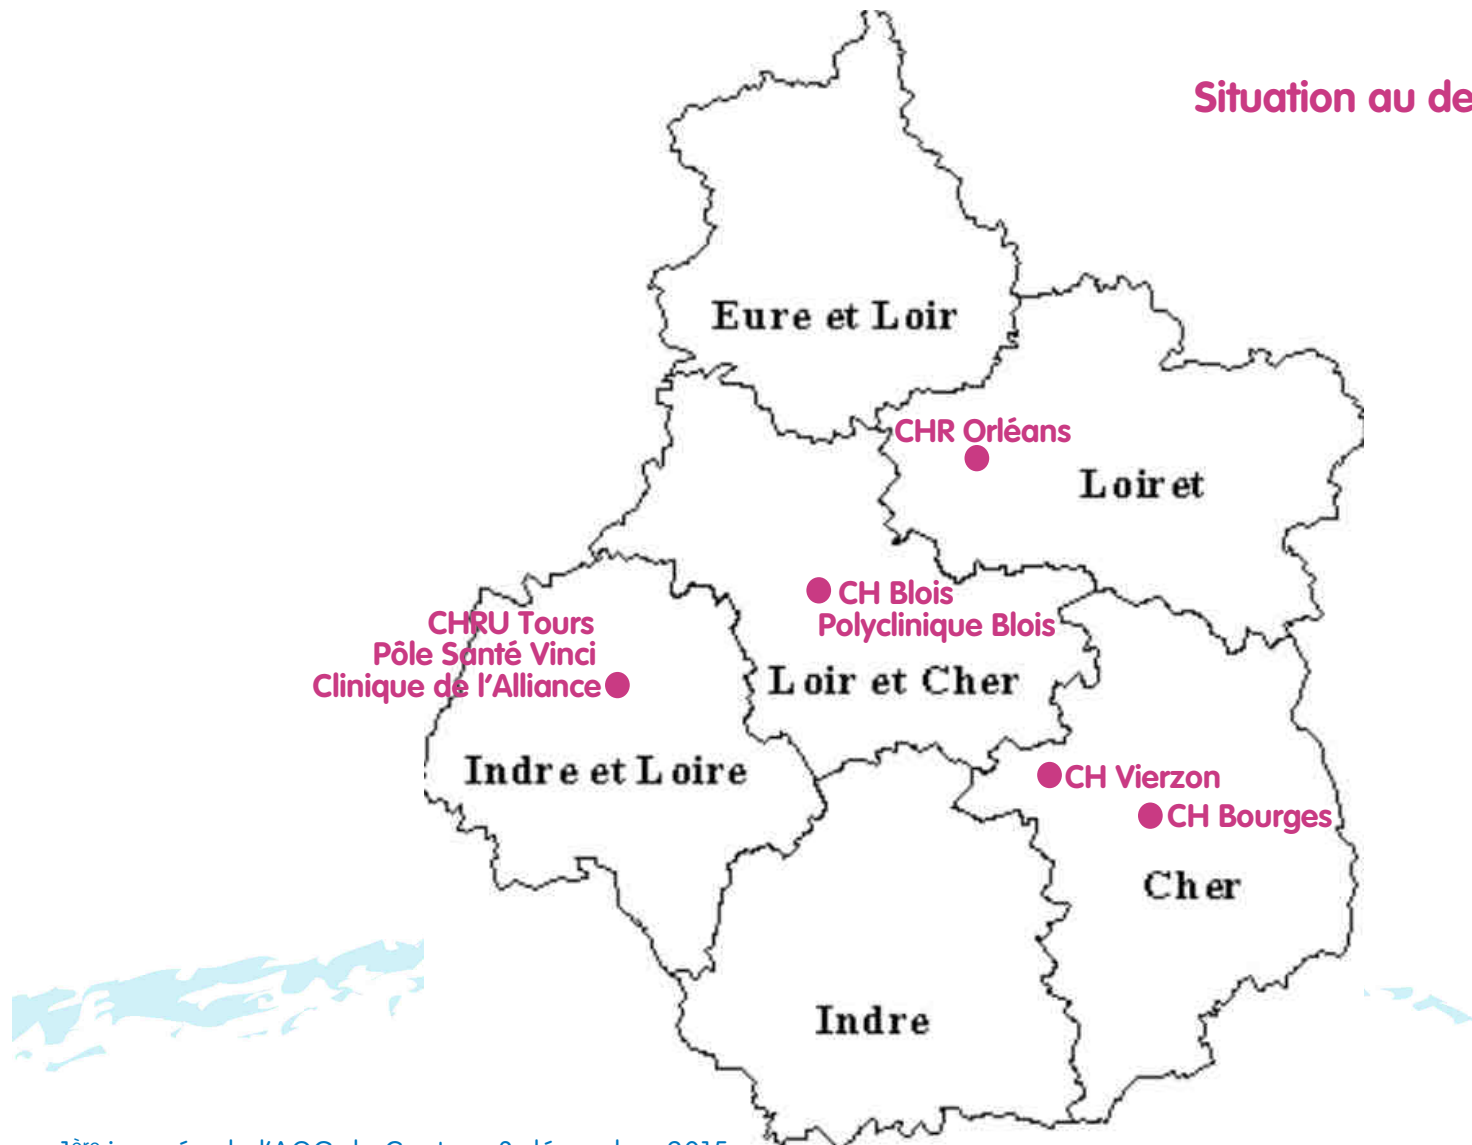 Situation au de
Eure et Loir
CHR Orléans
Loiret
CH Blois
Polyclinique Blois
CHRU Tours
Pôle Santé Vinci
Clinique de l'Alliance
Loir et Cher
Indre et Loire
CH Vierzon
CH Bourges
Cher
Indre